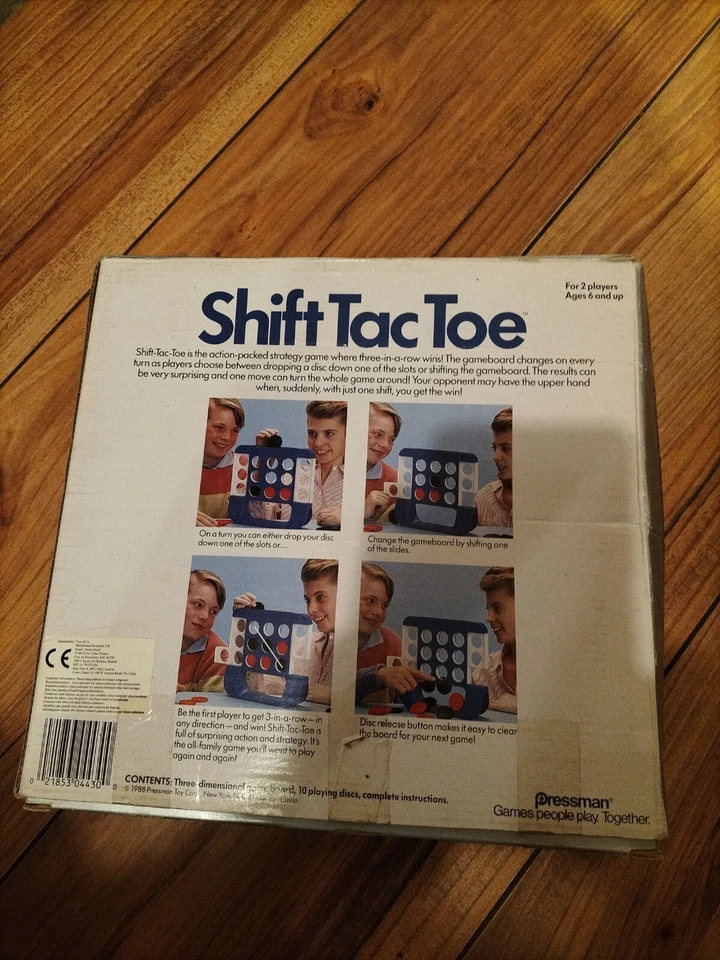 For 2 players
Ages 6 and up
Shift Tac Toe™
Shift-Tac-Toe is the action-packed strategy game where three-in-a-row wins! The gameboard changes on every
turn as players choose between dropping a disc down one of the slots or shifting the gameboard. The results can
be very surprising and one move can turn the whole game around! Your opponent may have the upper hand
when, suddenly, with just one shift, you get the win!
On a turn you can either drop your disc
down one of the slots or...
Change the gameboard by shifting one
of the slides.
Be the first player to get 3-in-a-row—in
any direction—and win! Shift-Tac-Toe is
full of surprising action and strategy. It's
the all-family game you'll want to play
again and again!
Disc release button makes it easy to clear
the board for your next game!
CE
0 21853 04430 0
CONTENTS: Three-dimensional game board, 10 playing discs, complete instructions.
© 1988 Pressman Toy Corp., New York, N.Y.
Pressman®
Games people play. Together.